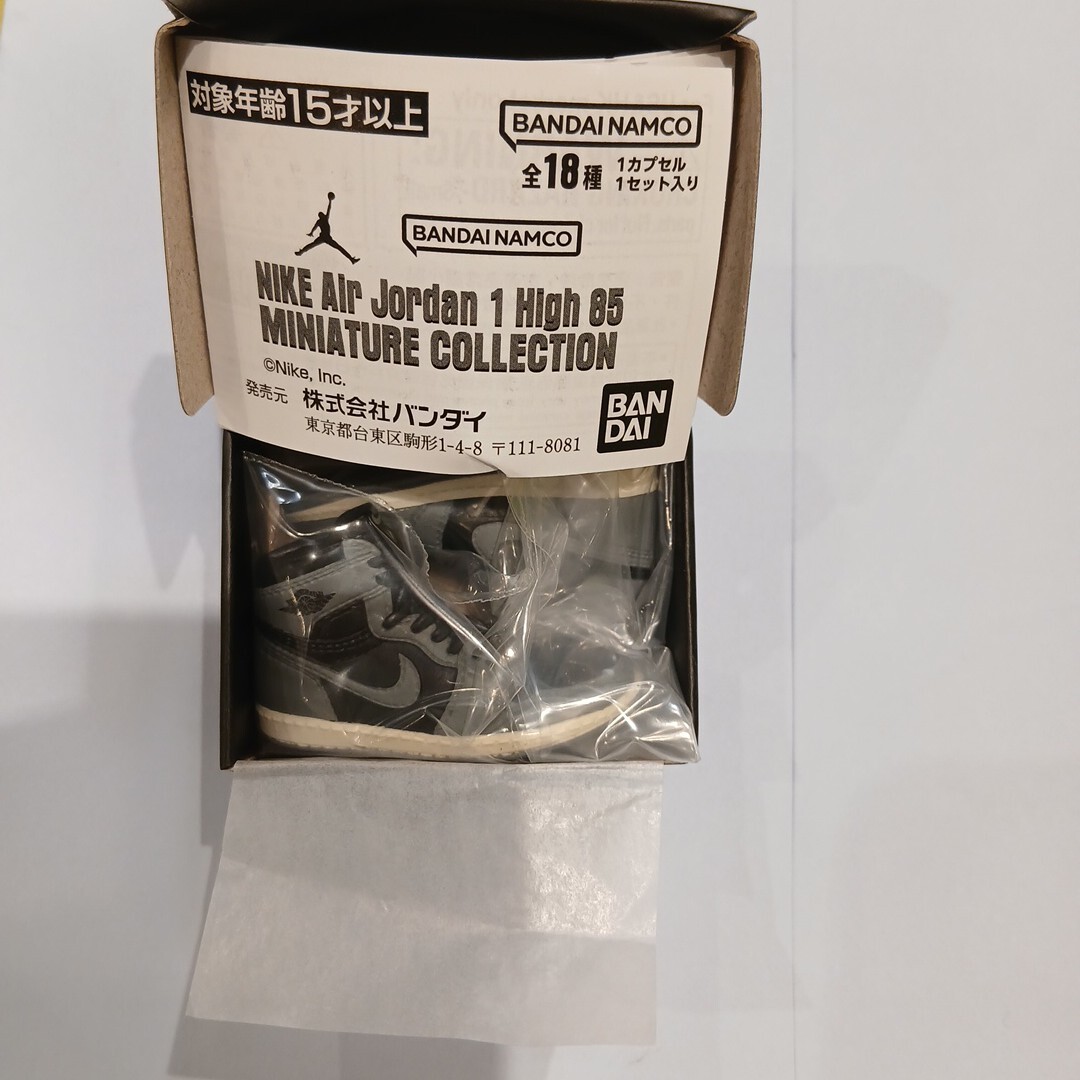 対象年齢15才以上
BANDAI NAMCO
全18種 1カプセル
1セット入り
BANDAI NAMCO
NIKE Air Jordan 1 High 85
MINIATURE COLLECTION
©Nike, Inc.
発売元 株式会社バンダイ
東京都台東区駒形1-4-8 〒111-8081
BAN
DAI